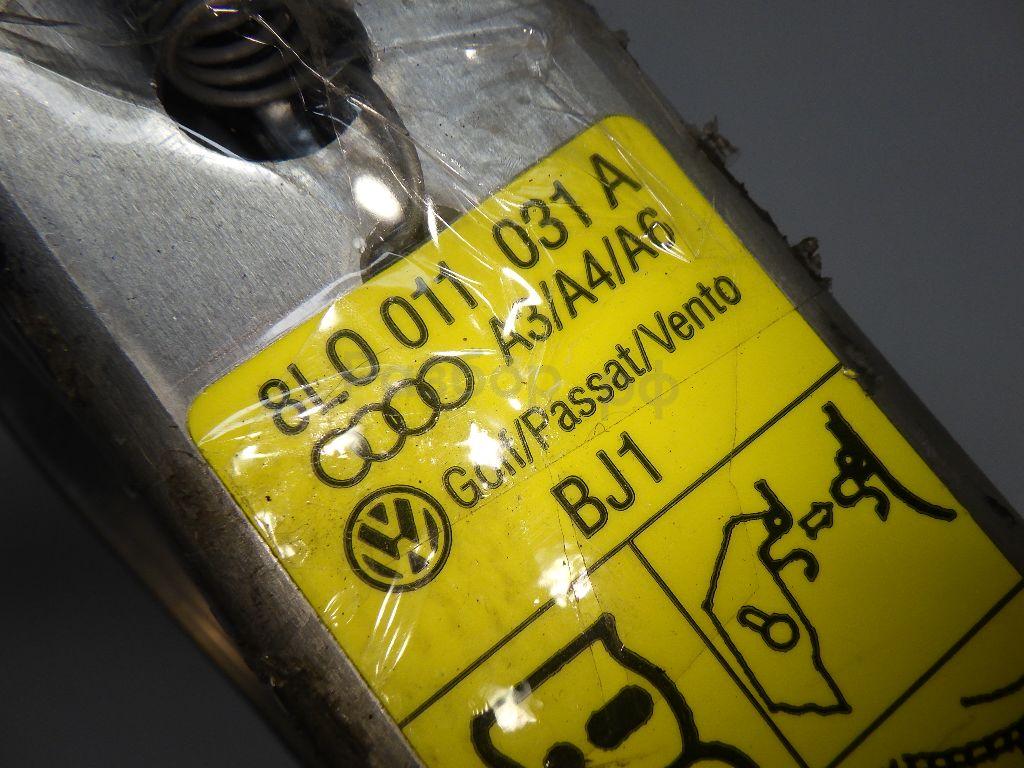 8L0 011 031 A
A3/A4/A6
Golf/Passat/Vento
BJ1